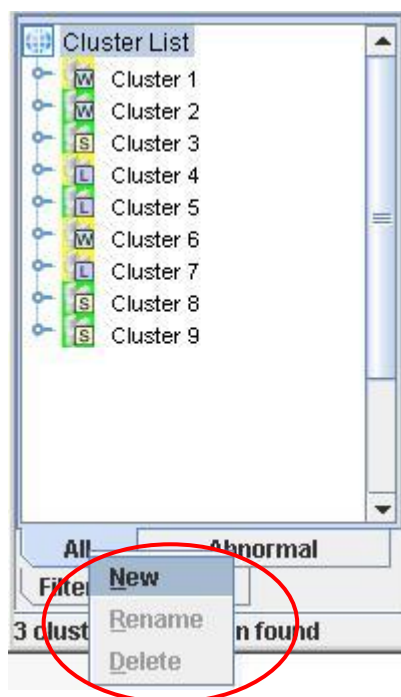 Cluster List
W Cluster 1
W Cluster 2
S Cluster 3
L Cluster 4
L Cluster 5
W Cluster 6
L Cluster 7
S Cluster 8
S Cluster 9
All Abnormal
Filter
New
3 clust n found
Rename
Delete